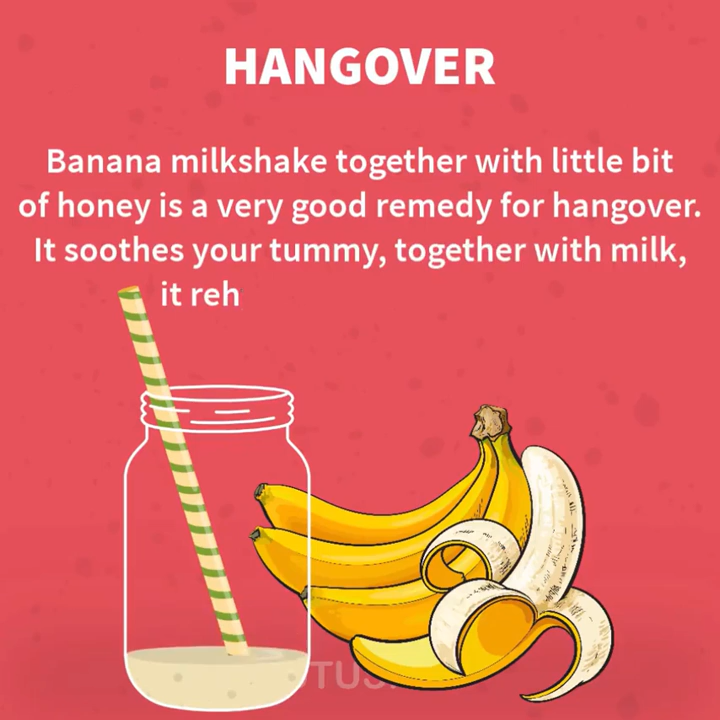 HANGOVER
Banana milkshake together with little bit
of honey is a very good remedy for hangover.
It soothes your tummy, together with milk,
it reh